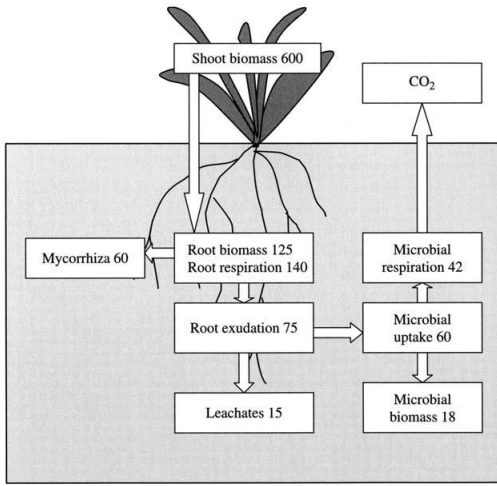 Shoot biomass 600
CO₂
Mycorrhiza 60
Root biomass 125
Root respiration 140
Microbial
respiration 42
Root exudation 75
Microbial
uptake 60
Leachates 15
Microbial
biomass 18